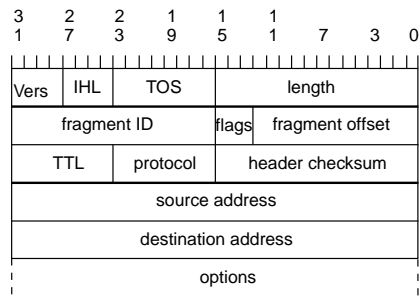 3 2 2 1 1 1
1 7 3 9 5 1 7 3 0
Vers IHL TOS length
fragment ID flags fragment offset
TTL protocol header checksum
source address
destination address
options